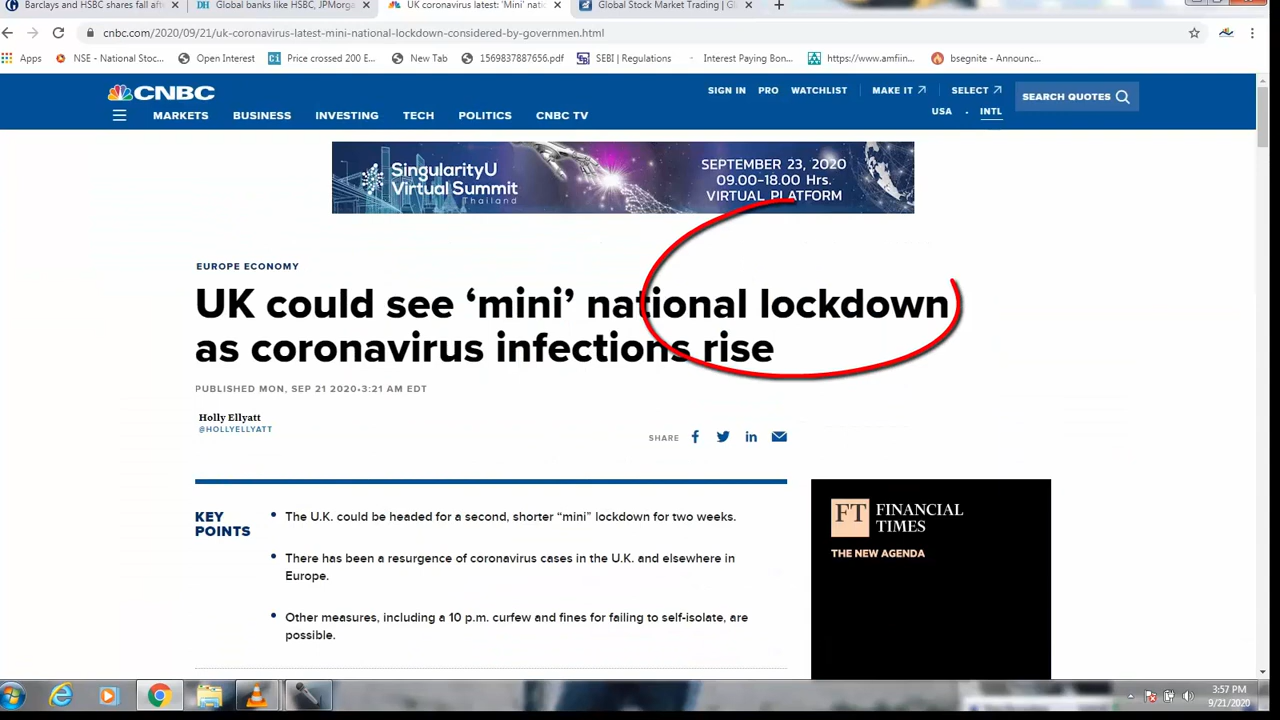 Barclays and HSBC shares fall aft
Global banks like HSBC, JPMorga
UK coronavirus latest: 'Mini' natio
Global Stock Market Trading | Gl
cnbc.com/2020/09/21/uk-coronavirus-latest-mini-national-lockdown-considered-by-governmen.html
Apps
NSE - National Stoc...
Open Interest
Price crossed 200 E...
New Tab
1569837887656.pdf
SEBI | Regulations
Interest Paying Bon...
https://www.amfiin...
bsegnite - Announc...
CNBC
SIGN IN PRO WATCHLIST MAKE IT SELECT
SEARCH QUOTES
USA · INTL
MARKETS BUSINESS INVESTING TECH POLITICS CNBC TV
SingularityU
Virtual Summit
Thailand
SEPTEMBER 23, 2020
09.00-18.00 Hrs.
VIRTUAL PLATFORM
EUROPE ECONOMY
UK could see ‘mini’ national lockdown
as coronavirus infections rise
PUBLISHED MON, SEP 21 2020•3:21 AM EDT
Holly Ellyatt
@HOLLYELLYATT
SHARE
KEY
POINTS
• The U.K. could be headed for a second, shorter “mini” lockdown for two weeks.
• There has been a resurgence of coronavirus cases in the U.K. and elsewhere in
Europe.
• Other measures, including a 10 p.m. curfew and fines for failing to self-isolate, are
possible.
FT FINANCIAL
TIMES
THE NEW AGENDA
3:57 PM
9/21/2020